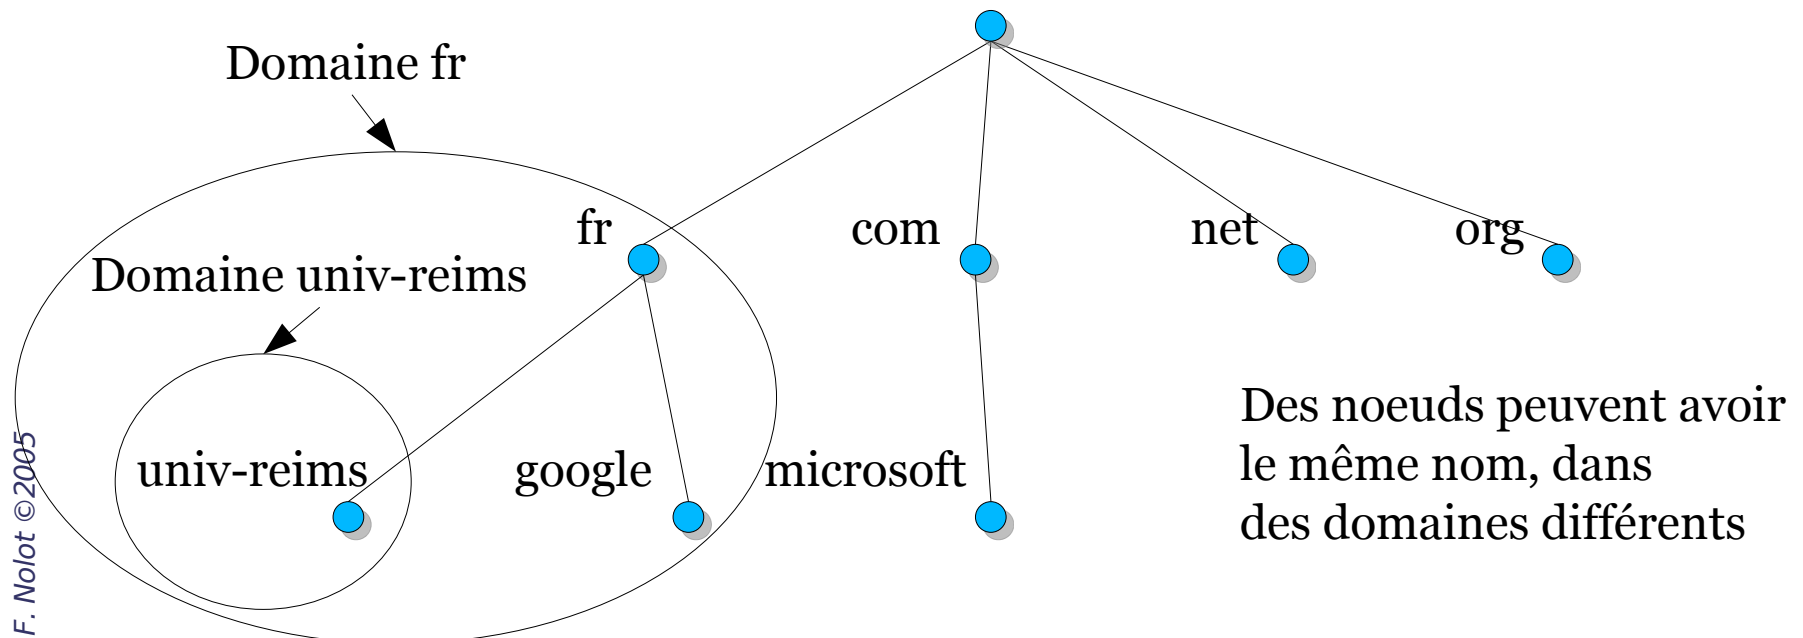 Domaine fr
fr
com
net
org
Domaine univ-reims
univ-reims
google
microsoft
Des noeuds peuvent avoir
le même nom, dans
des domaines différents
F. Nolot ©2005